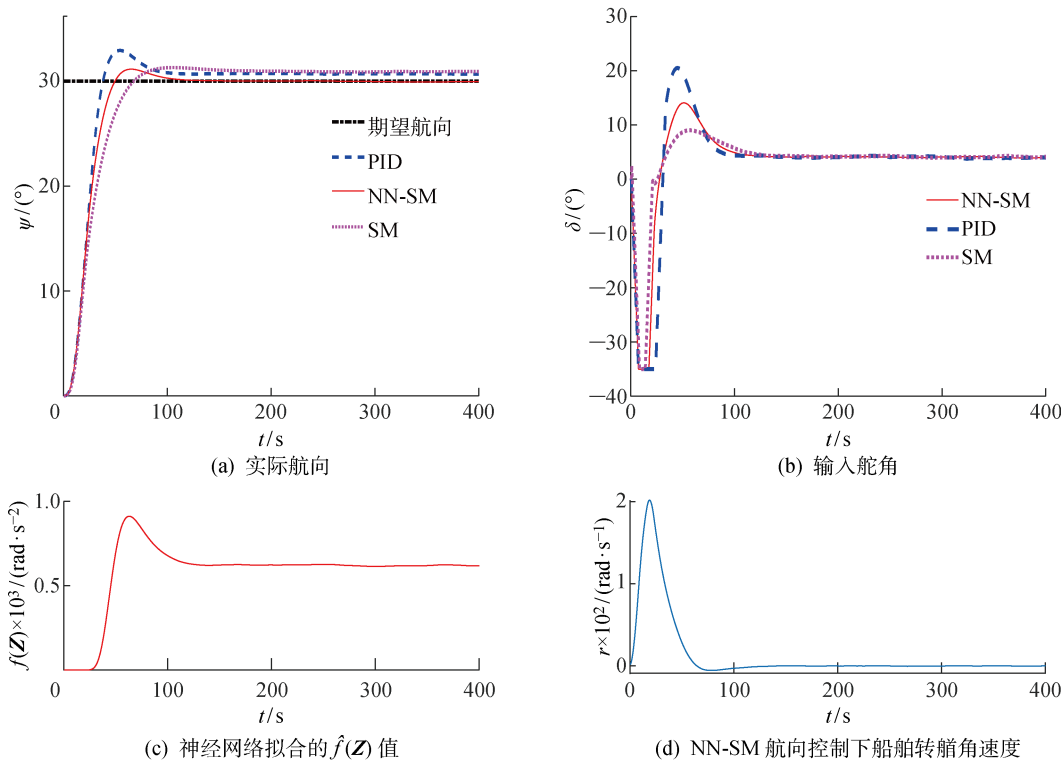 30
20
10
0
100
200
300
400
ψ/(°)
t/s
期望航向
PID
NN-SM
SM
(a) 实际航向
30
20
10
0
−10
−20
−30
−40
0
100
200
300
400
δ/(°)
t/s
NN-SM
PID
SM
(b) 输入舵角
1.0
0.5
0
100
200
300
400
f(Z)×10³/(rad·s⁻²)
t/s
(c) 神经网络拟合的 f̂(Z) 值
2
1
0
0
100
200
300
400
r×10²/(rad·s⁻¹)
t/s
(d) NN-SM 航向控制下船舶转艏角速度